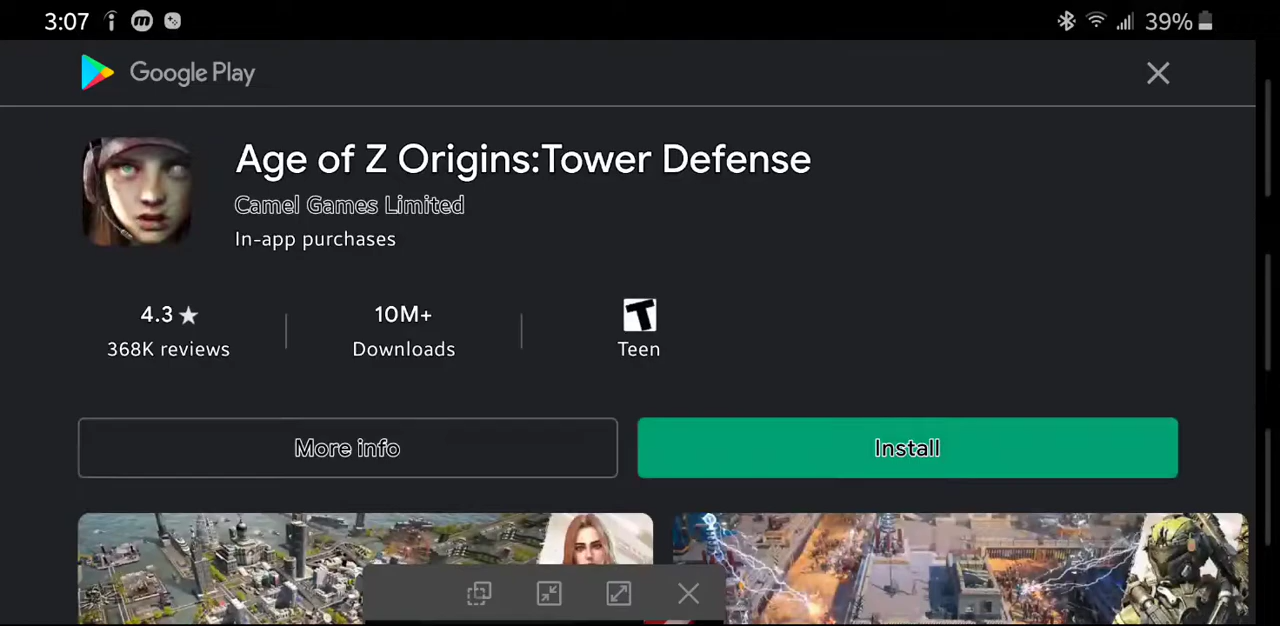 3:07
39%
Google Play
Age of Z Origins:Tower Defense
Camel Games Limited
In-app purchases
4.3★
368K reviews
10M+
Downloads
T
Teen
More info
Install